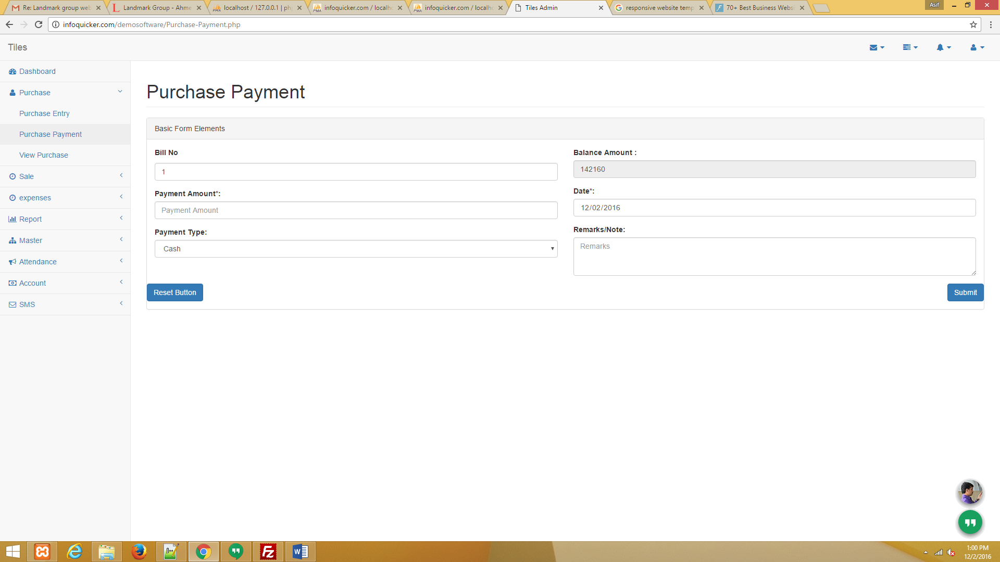 Re: Landmark group web
Landmark Group - Ahme
localhost / 127.0.0.1 | ph
infoquicker.com / localh
infoquicker.com / localh
Tiles Admin
responsive website temp
70+ Best Business Websi
Asif
infoquicker.com/demosoftware/Purchase-Payment.php
Tiles
Dashboard
Purchase
Purchase Entry
Purchase Payment
View Purchase
Sale
expenses
Report
Master
Attendance
Account
SMS
Purchase Payment
Basic Form Elements
Bill No
1
Payment Amount*:
Payment Amount
Payment Type:
Cash
Balance Amount :
142160
Date*:
12/02/2016
Remarks/Note:
Remarks
Reset Button
Submit
1:00 PM
12/2/2016